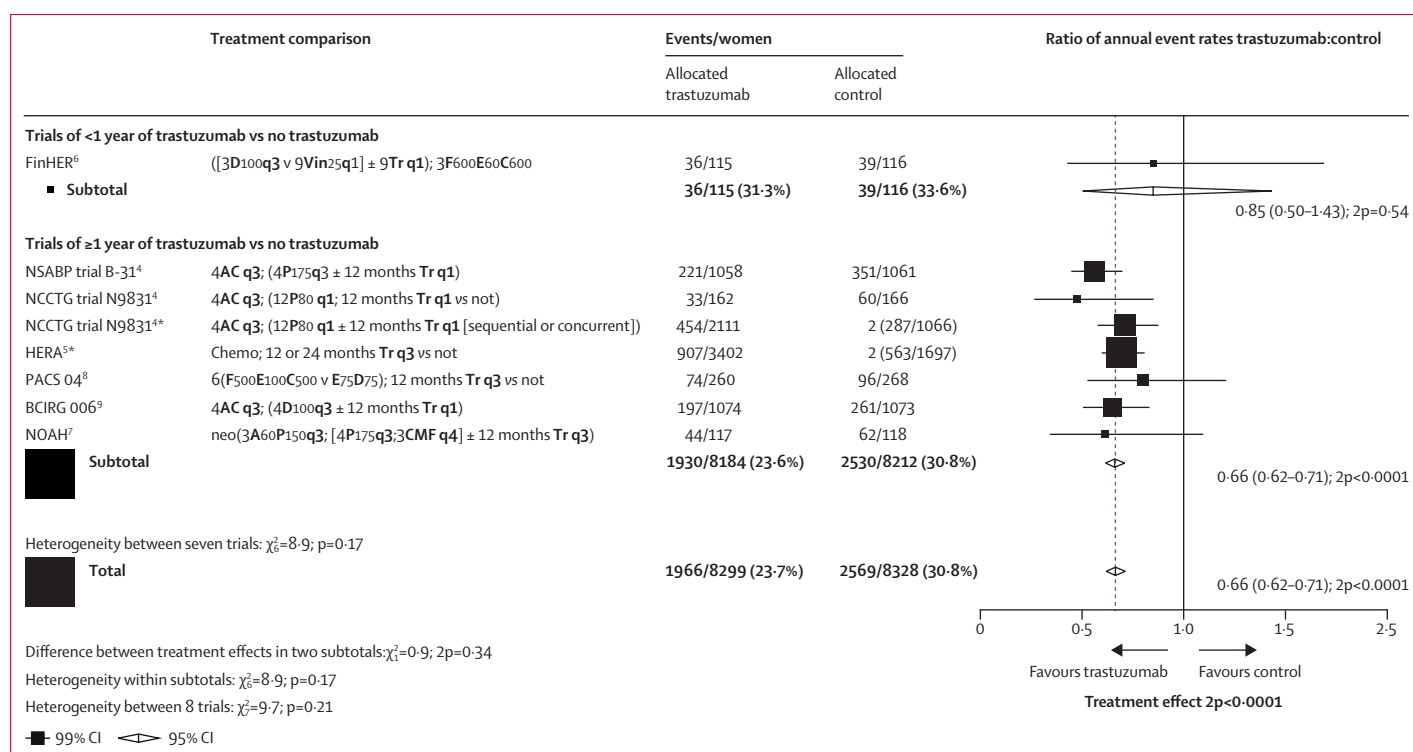 Treatment comparison Events/women Ratio of annual event rates trastuzumab:control
Allocated trastuzumab Allocated control
Trials of <1 year of trastuzumab vs no trastuzumab
FinHER⁶ ([3D100q3 v 9Vin25q1] ± 9Tr q1); 3F600E60C600 36/115 39/116
Subtotal 36/115 (31·3%) 39/116 (33·6%)
0·85 (0·50–1·43); 2p=0·54
Trials of ≥1 year of trastuzumab vs no trastuzumab
NSABP trial B-31⁴ 4AC q3; (4P175q3 ± 12 months Tr q1) 221/1058 351/1061
NCCTG trial N9831⁴ 4AC q3; (12P80 q1; 12 months Tr q1 vs not) 33/162 60/166
NCCTG trial N9831⁴* 4AC q3; (12P80 q1 ± 12 months Tr q1 [sequential or concurrent]) 454/2111 2 (287/1066)
HERA⁵* Chemo; 12 or 24 months Tr q3 vs not 907/3402 2 (563/1697)
PACS 04⁸ 6(F500E100C500 v E75D75); 12 months Tr q3 vs not 74/260 96/268
BCIRG 006⁹ 4AC q3; (4D100q3 ± 12 months Tr q1) 197/1074 261/1073
NOAH⁷ neo(3A60P150q3; [4P175q3;3CMF q4] ± 12 months Tr q3) 44/117 62/118
Subtotal 1930/8184 (23·6%) 2530/8212 (30·8%)
0·66 (0·62–0·71); 2p<0·0001
Heterogeneity between seven trials: χ²₆=8·9; p=0·17
Total 1966/8299 (23·7%) 2569/8328 (30·8%)
0·66 (0·62–0·71); 2p<0·0001
0 0·5 1·0 1·5 2·5
Difference between treatment effects in two subtotals:χ²₁=0·9; 2p=0·34
Favours trastuzumab Favours control
Heterogeneity within subtotals: χ²₆=8·9; p=0·17
Treatment effect 2p<0·0001
Heterogeneity between 8 trials: χ²₇=9·7; p=0·21
99% CI 95% CI